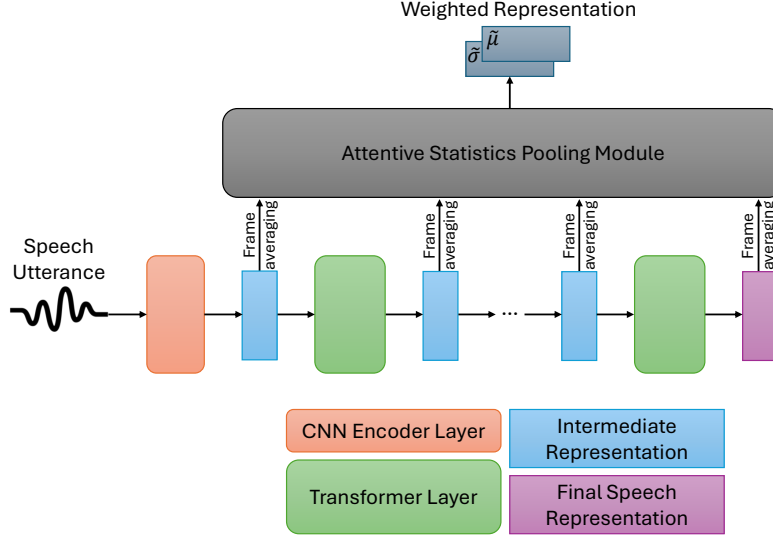 Weighted Representation
μ̃
σ̃
Attentive Statistics Pooling Module
Frame
averaging
Frame
averaging
Frame
averaging
Frame
averaging
Speech
Utterance
...
CNN Encoder Layer
Intermediate
Representation
Transformer Layer
Final Speech
Representation